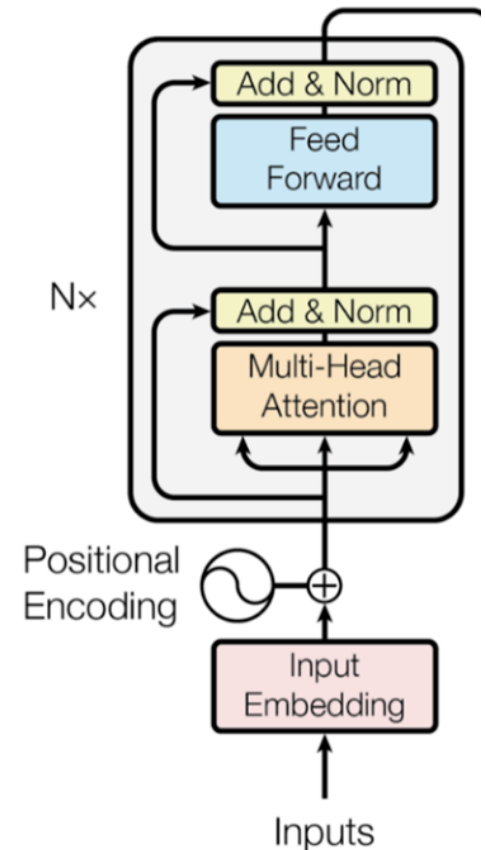 Add & Norm
Feed
Forward
N×
Add & Norm
Multi-Head
Attention
Positional
Encoding
Input
Embedding
Inputs